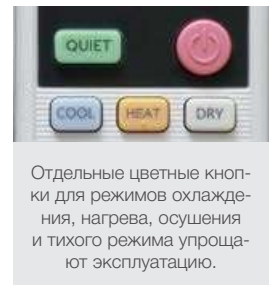 QUIET
COOL HEAT DRY
Отдельные цветные кноп-
ки для режимов охлажде-
ния, нагрева, осушения
и тихого режима упроща-
ют эксплуатацию.